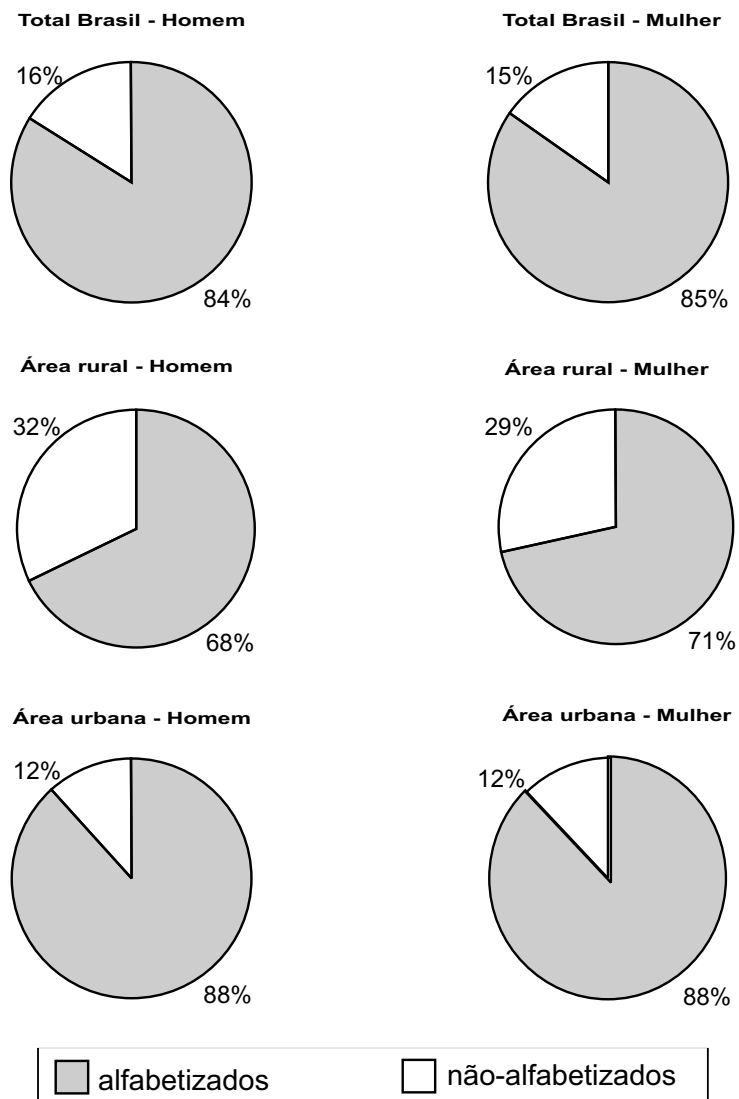 Total Brasil - Homem
Total Brasil - Mulher
16%
15%
84%
85%
Área rural - Homem
Área rural - Mulher
32%
29%
68%
71%
Área urbana - Homem
Área urbana - Mulher
12%
12%
88%
88%
alfabetizados
não-alfabetizados